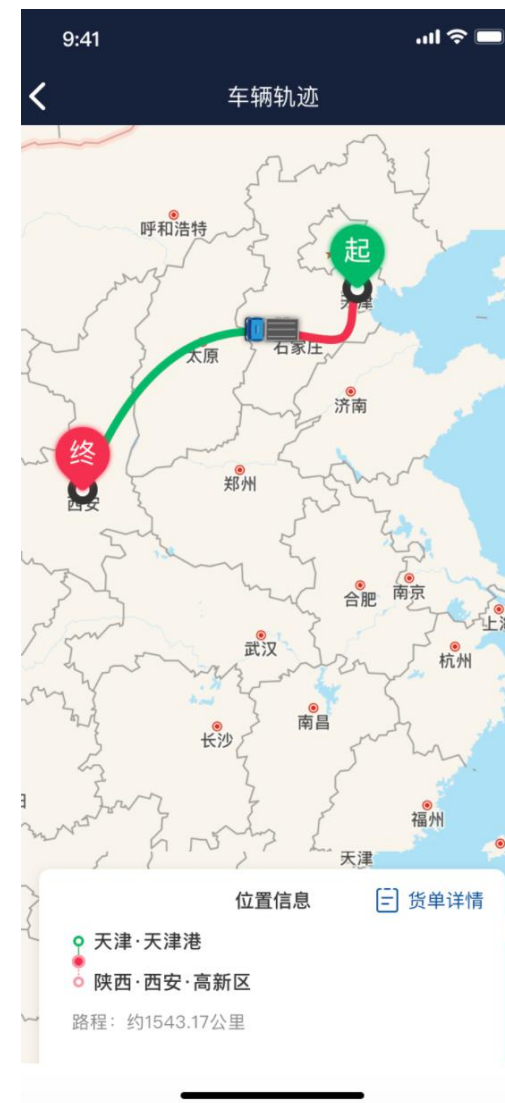 9:41
车辆轨迹
呼和浩特
起
天津
石家庄
太原
济南
终
西安
郑州
合肥
南京
上海
武汉
杭州
南昌
长沙
福州
天津
位置信息
货单详情
天津·天津港
陕西·西安·高新区
路程：约1543.17公里